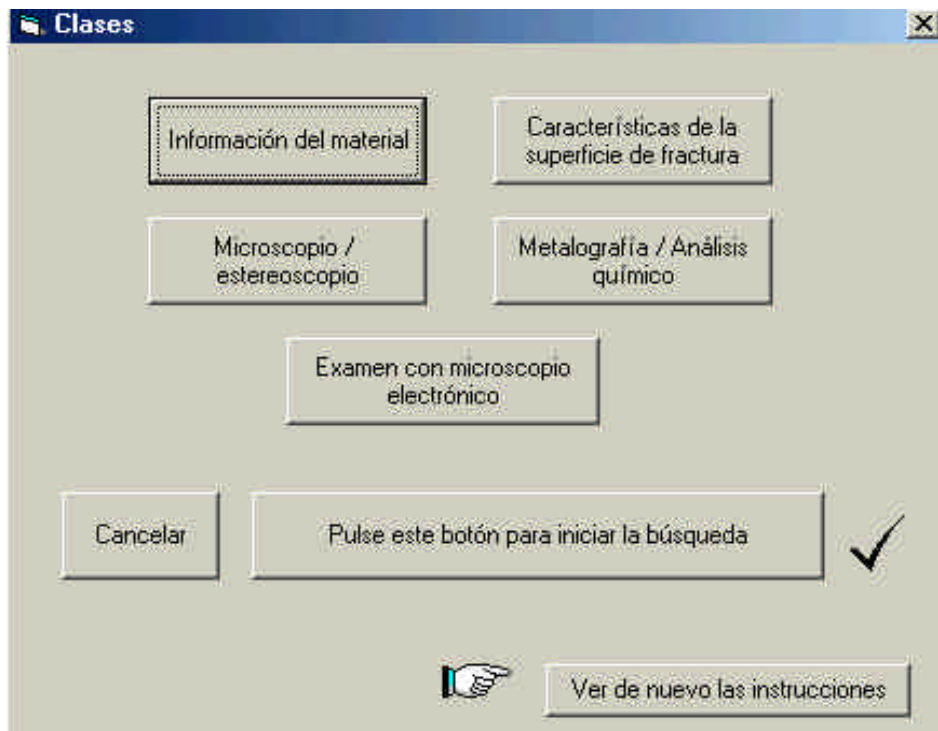 Clases
Información del material
Características de la
superficie de fractura
Microscopio /
estereoscopio
Metalografía / Análisis
químico
Examen con microscopio
electrónico
Cancelar
Pulse este botón para iniciar la búsqueda
Ver de nuevo las instrucciones